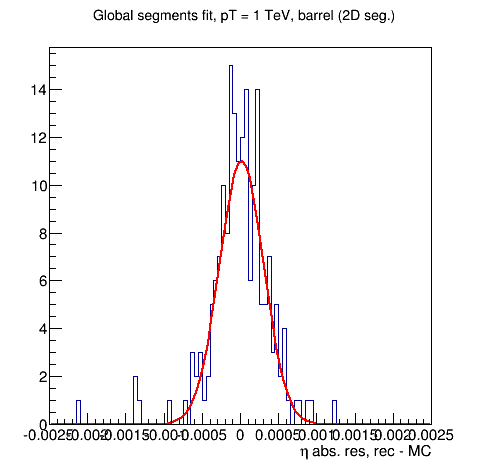 Global segments fit, pT = 1 TeV, barrel (2D seg.)
14
12
10
8
6
4
2
0
-0.0025 -0.002 -0.0015 -0.001 -0.0005 0 0.0005 0.001 0.0015 0.002 0.0025
η abs. res, rec - MC